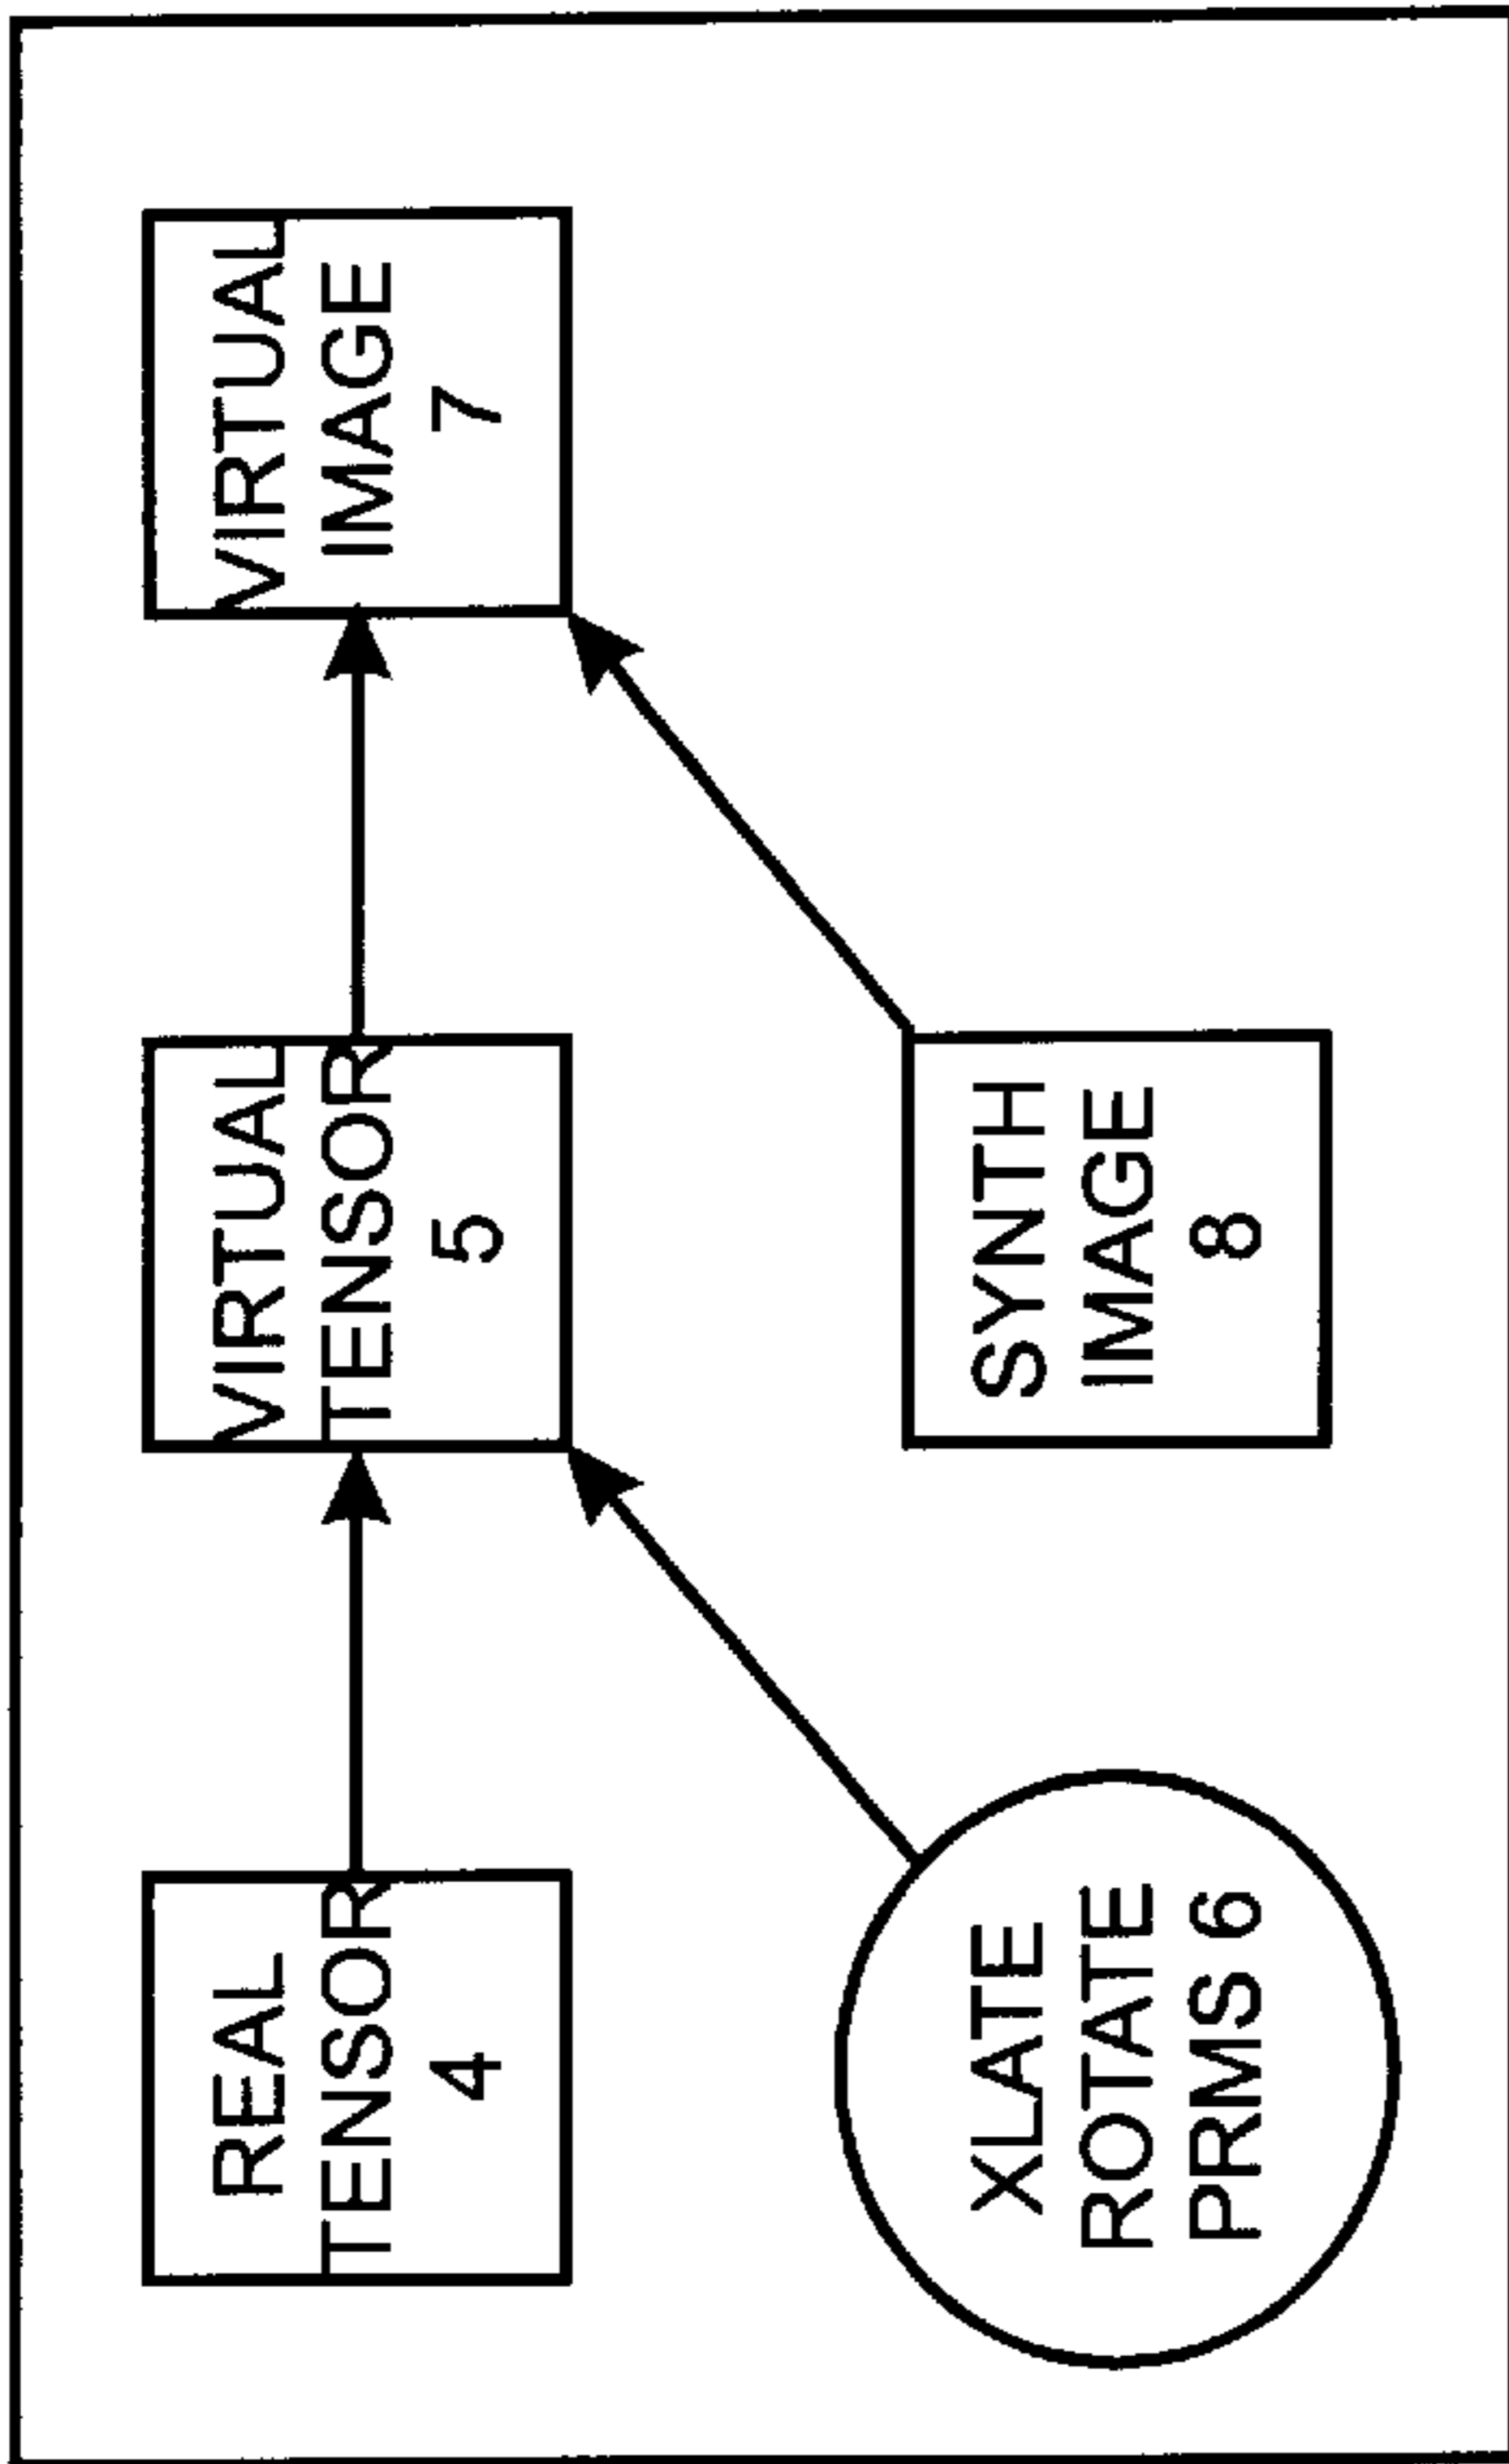 REAL
TENSOR
4
VIRTUAL
TENSOR
5
VIRTUAL
IMAGE
7
XLATE
ROTATE
PRMS 6
SYNTH
IMAGE
8